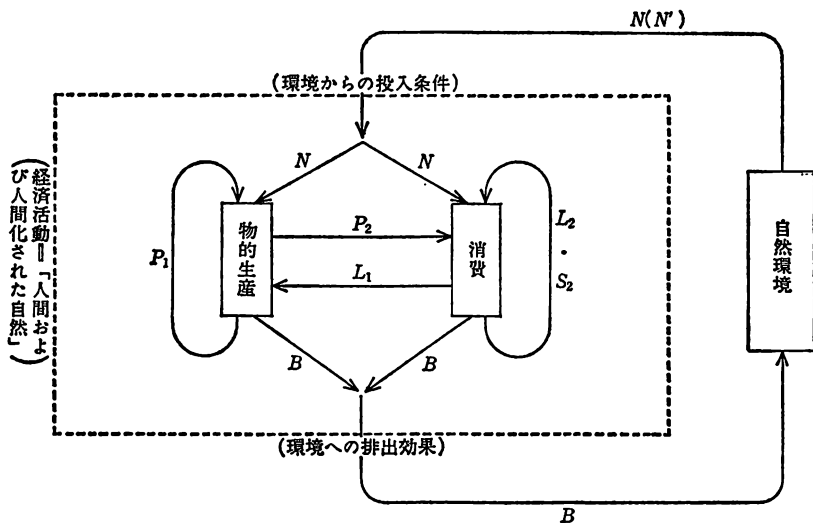 N(N′)
(環境からの投入条件)
N
N
物的生産
P₂
消費
L₁
P₁
L₂・S₂
B
B
(環境への排出効果)
B
自然環境
(経済活動＝「人間およ
び人間化された自然」)